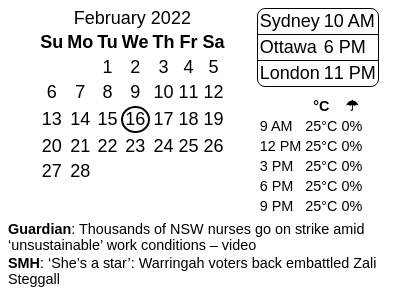 February 2022
Su Mo Tu We Th Fr Sa
1 2 3 4 5
6 7 8 9 10 11 12
13 14 15 16 17 18 19
20 21 22 23 24 25 26
27 28
Sydney 10 AM
Ottawa 6 PM
London 11 PM
°C ☂
9 AM 25°C 0%
12 PM 25°C 0%
3 PM 25°C 0%
6 PM 25°C 0%
9 PM 25°C 0%
Guardian: Thousands of NSW nurses go on strike amid
‘unsustainable’ work conditions – video
SMH: ‘She’s a star’: Warringah voters back embattled Zali
Steggall